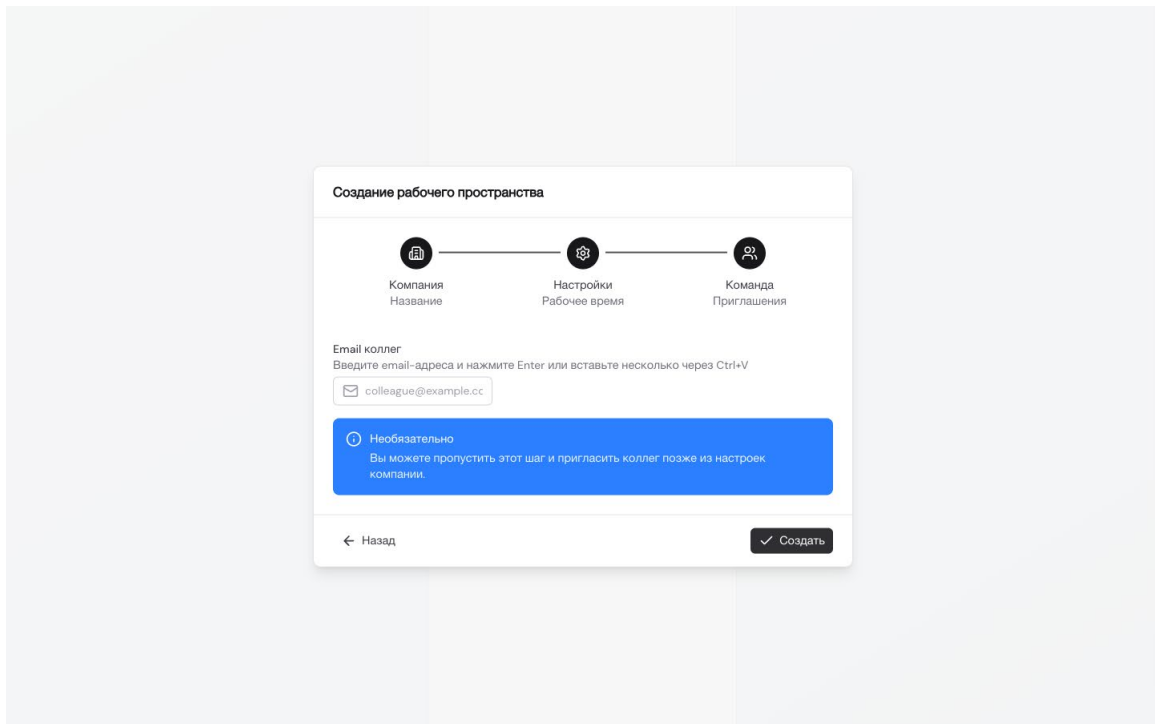 Создание рабочего пространства
Компания
Название
Настройки
Рабочее время
Команда
Приглашения
Email коллег
Введите email-адреса и нажмите Enter или вставьте несколько через Ctrl+V
colleague@example.cc
Необязательно
Вы можете пропустить этот шаг и пригласить коллег позже из настроек
компании.
Назад
Создать